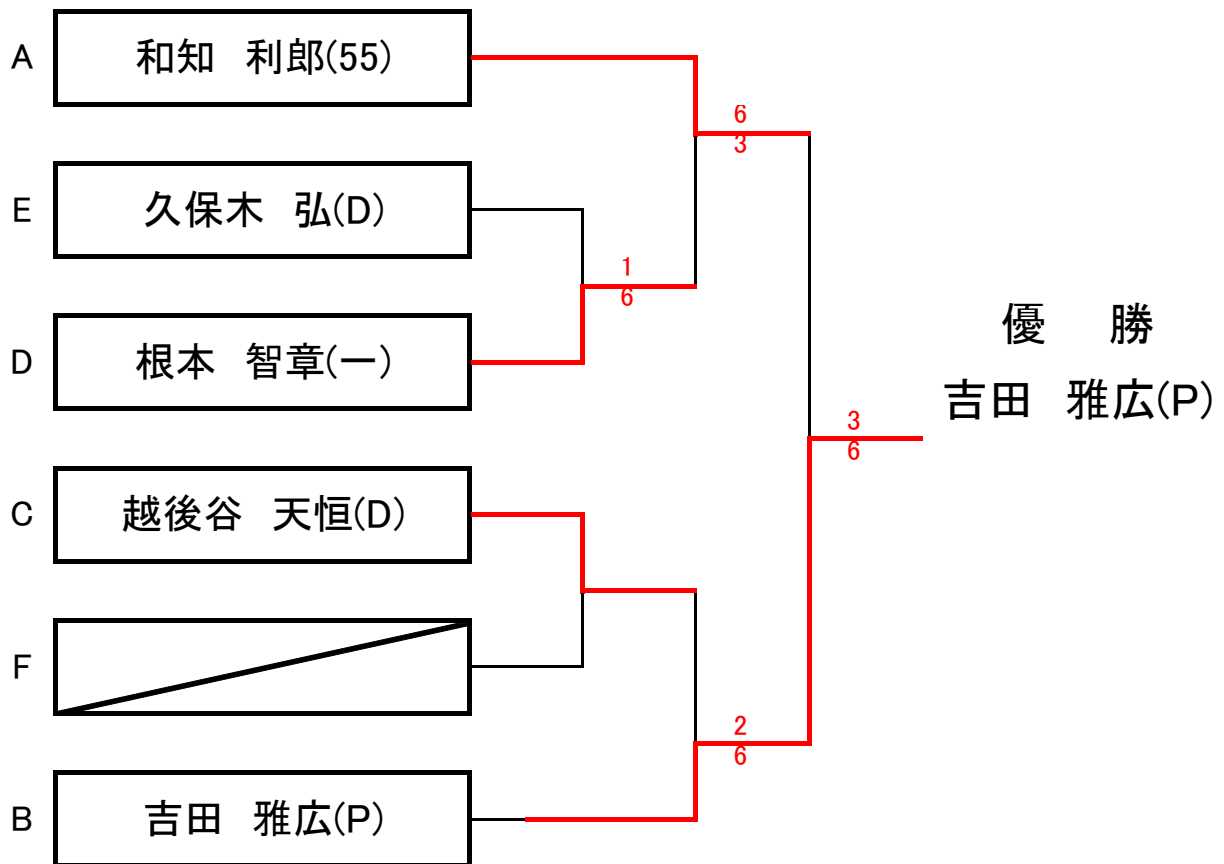 A
和知　利郎(55)
6
3
E
久保木　弘(D)
1
6
D
根本　智章(一)
優　勝
吉田　雅広(P)
3
6
C
越後谷　天恒(D)
F
2
6
B
吉田　雅広(P)